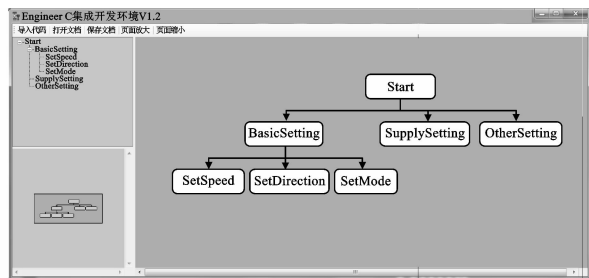 Engineer C集成开发环境V1.2
导入代码 打开文档 保存文档 页面放大 页面缩小
Start
BasicSetting
SetSpeed
SetDirection
SetMode
SupplySetting
OtherSetting
Start
BasicSetting SupplySetting OtherSetting
SetSpeed SetDirection SetMode